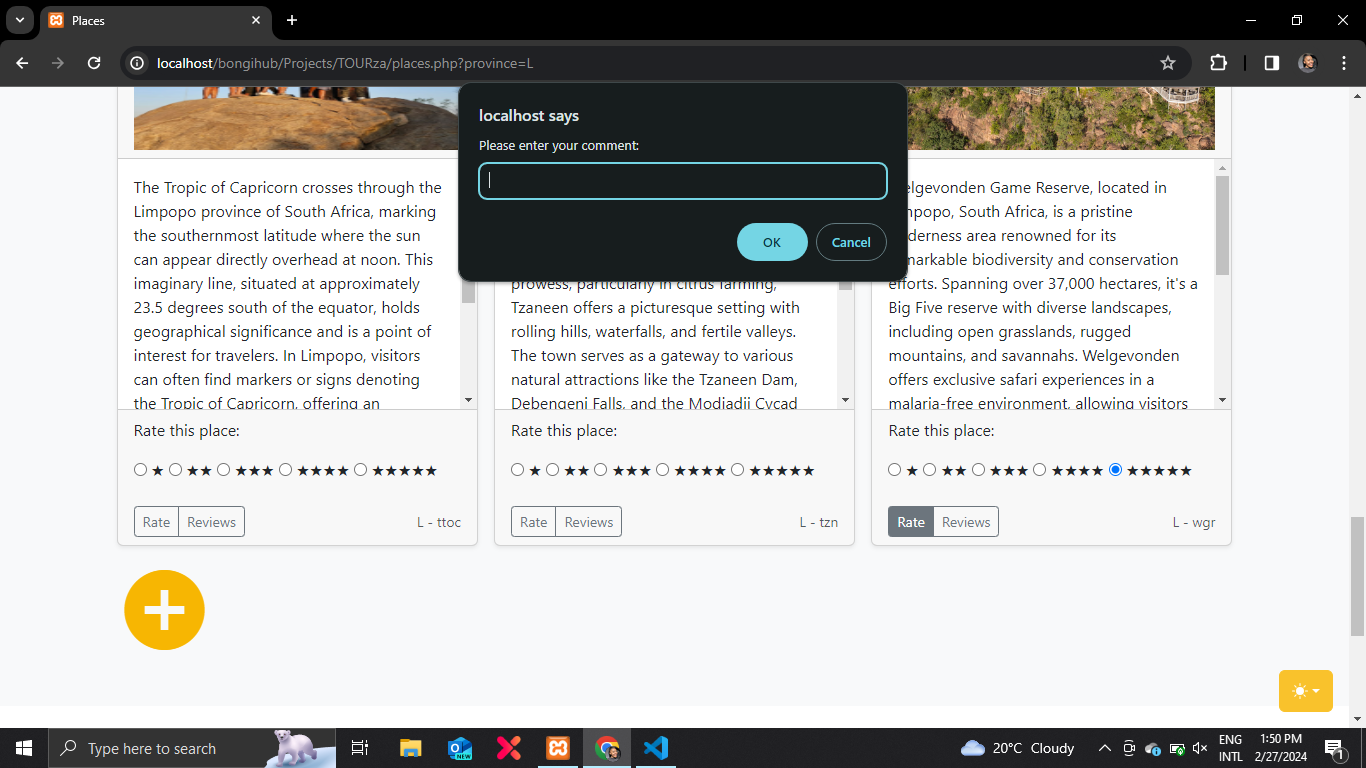 Places
localhost/bongihub/Projects/TOURza/places.php?province=L
localhost says
Please enter your comment:
OK
Cancel
The Tropic of Capricorn crosses through the
Limpopo province of South Africa, marking
the southernmost latitude where the sun
can appear directly overhead at noon. This
imaginary line, situated at approximately
23.5 degrees south of the equator, holds
geographical significance and is a point of
interest for travelers. In Limpopo, visitors
can often find markers or signs denoting
the Tropic of Capricorn, offering an
Rate this place:
★ ★★ ★★★ ★★★★ ★★★★★
Rate Reviews
L - ttoc
prowess, particularly in citrus farming,
Tzaneen offers a picturesque setting with
rolling hills, waterfalls, and fertile valleys.
The town serves as a gateway to various
natural attractions like the Tzaneen Dam,
Debengeni Falls, and the Modjadji Cycad
Rate this place:
★ ★★ ★★★ ★★★★ ★★★★★
Rate Reviews
L - tzn
elgevonden Game Reserve, located in
mpopo, South Africa, is a pristine
derness area renowned for its
markable biodiversity and conservation
efforts. Spanning over 37,000 hectares, it's a
Big Five reserve with diverse landscapes,
including open grasslands, rugged
mountains, and savannahs. Welgevonden
offers exclusive safari experiences in a
malaria-free environment, allowing visitors
Rate this place:
★ ★★ ★★★ ★★★★ ★★★★★
Rate Reviews
L - wgr
Type here to search
NEW
20°C Cloudy
ENG
INTL
1:50 PM
2/27/2024
1